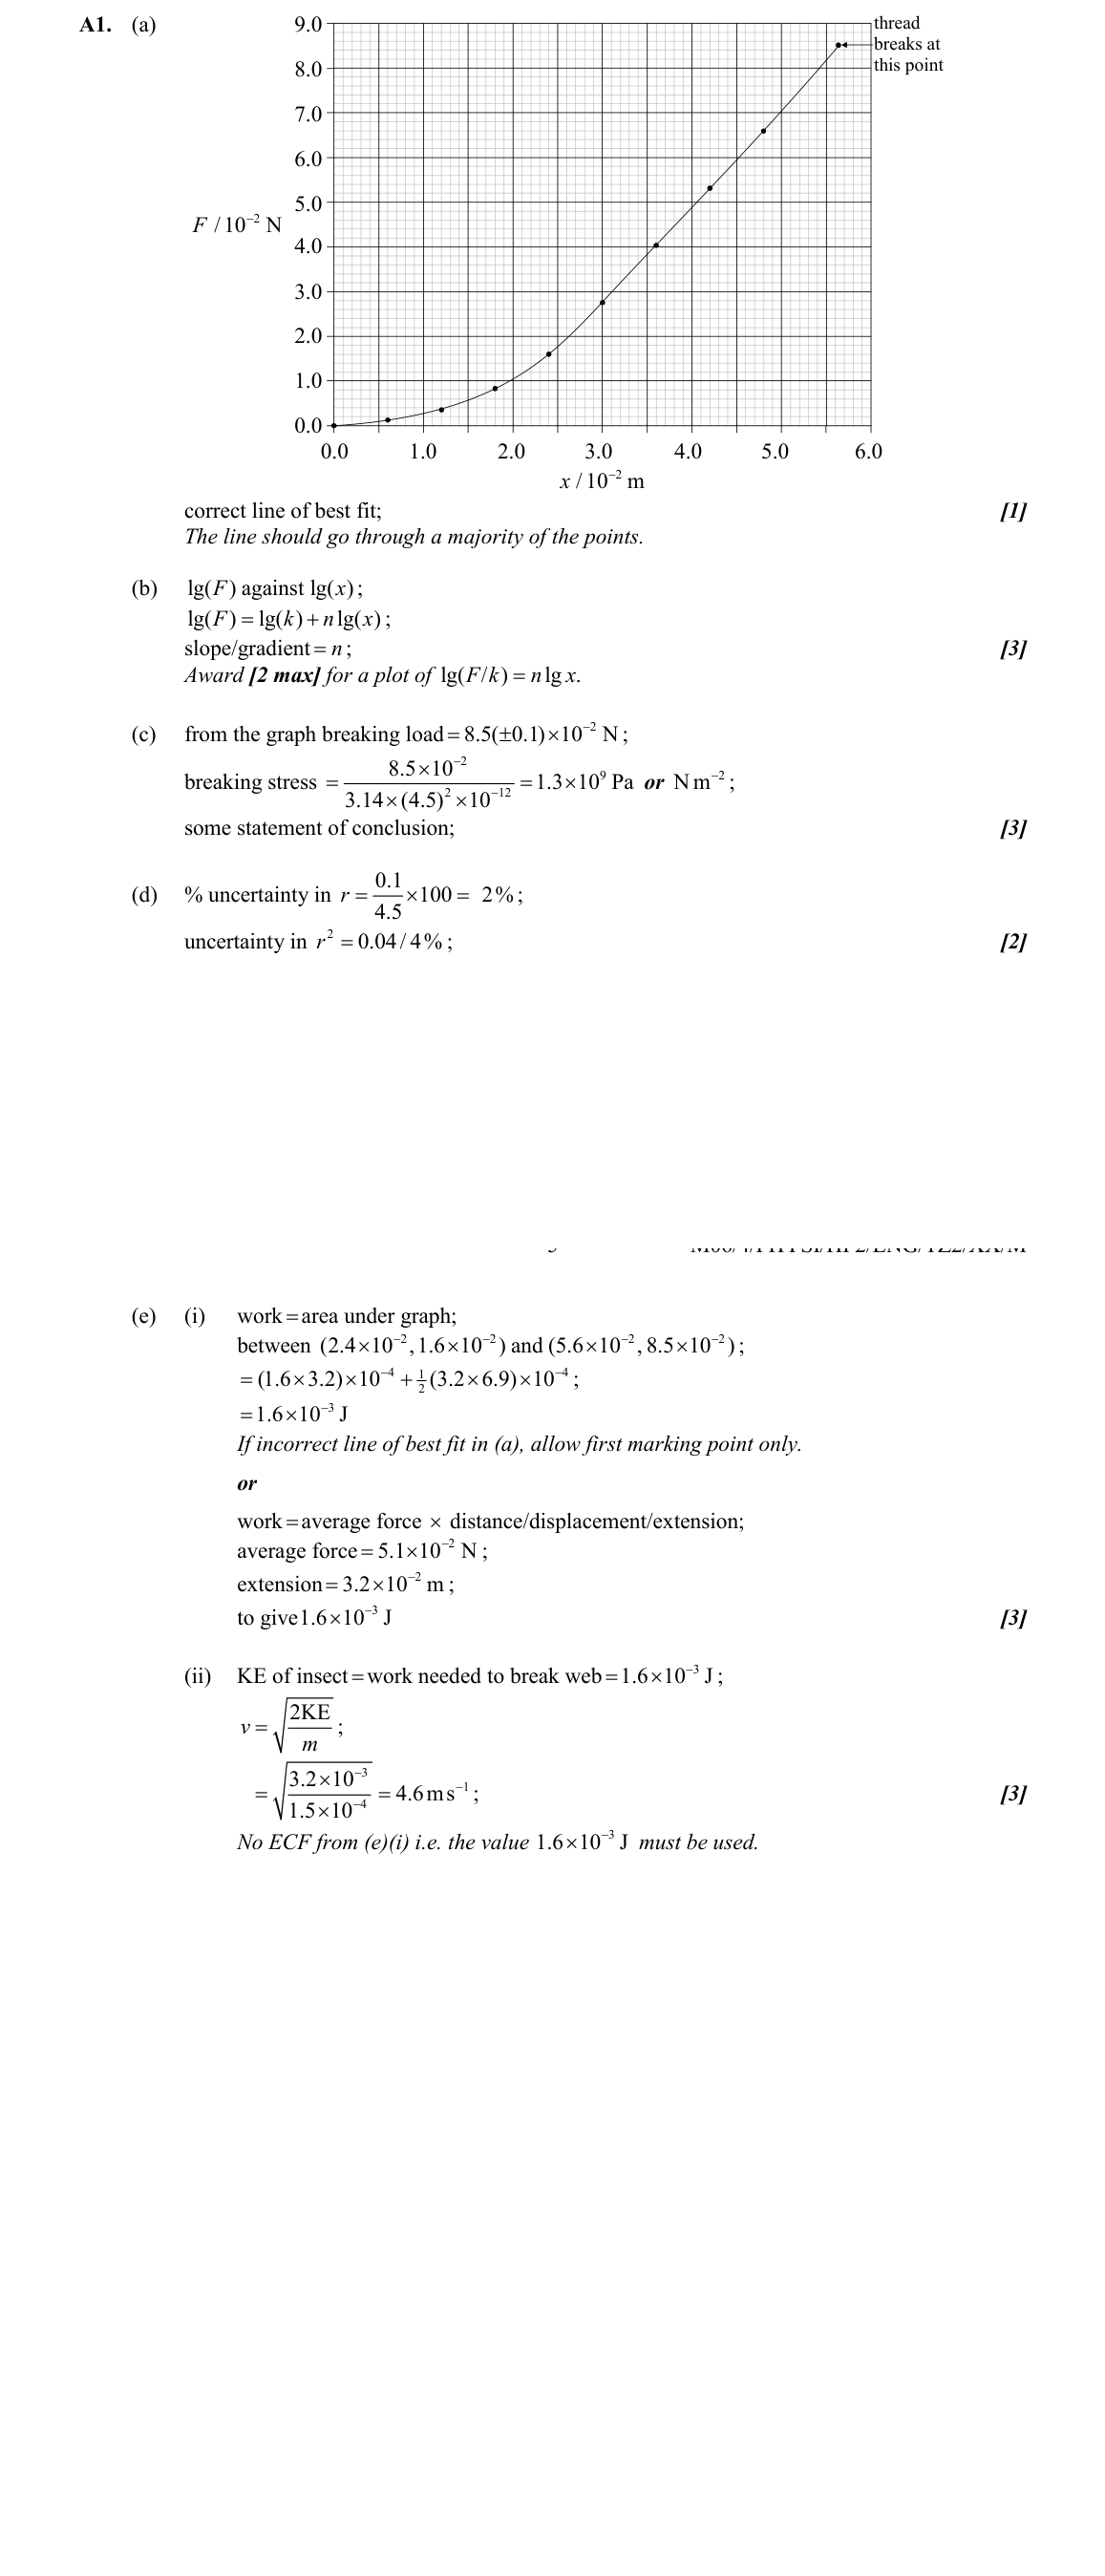 A1. (a)
9.0
8.0
7.0
6.0
5.0
4.0
3.0
2.0
1.0
0.0
F / 10⁻² N
thread
breaks at
this point
0.0 1.0 2.0 3.0 4.0 5.0 6.0
x / 10⁻² m
correct line of best fit; [1]
The line should go through a majority of the points.
(b) lg(F) against lg(x);
lg(F) = lg(k) + n lg(x);
slope/gradient = n; [3]
Award [2 max] for a plot of lg(F/k) = n lg x.
(c) from the graph breaking load = 8.5(±0.1)×10⁻² N;
breaking stress = 8.5×10⁻² / 3.14×(4.5)²×10⁻¹² = 1.3×10⁹ Pa or N m⁻²;
some statement of conclusion; [3]
(d) % uncertainty in r = 0.1/4.5 ×100 = 2%;
uncertainty in r² = 0.04 / 4%; [2]
(e) (i) work = area under graph;
between (2.4×10⁻², 1.6×10⁻²) and (5.6×10⁻², 8.5×10⁻²);
= (1.6×3.2)×10⁻⁴ + ½(3.2×6.9)×10⁻⁴;
= 1.6×10⁻³ J
If incorrect line of best fit in (a), allow first marking point only.
or
work = average force × distance/displacement/extension;
average force = 5.1×10⁻² N;
extension = 3.2×10⁻² m;
to give 1.6×10⁻³ J [3]
(ii) KE of insect = work needed to break web = 1.6×10⁻³ J;
v = √(2KE/m);
= √(3.2×10⁻³/1.5×10⁻⁴) = 4.6 m s⁻¹; [3]
No ECF from (e)(i) i.e. the value 1.6×10⁻³ J must be used.